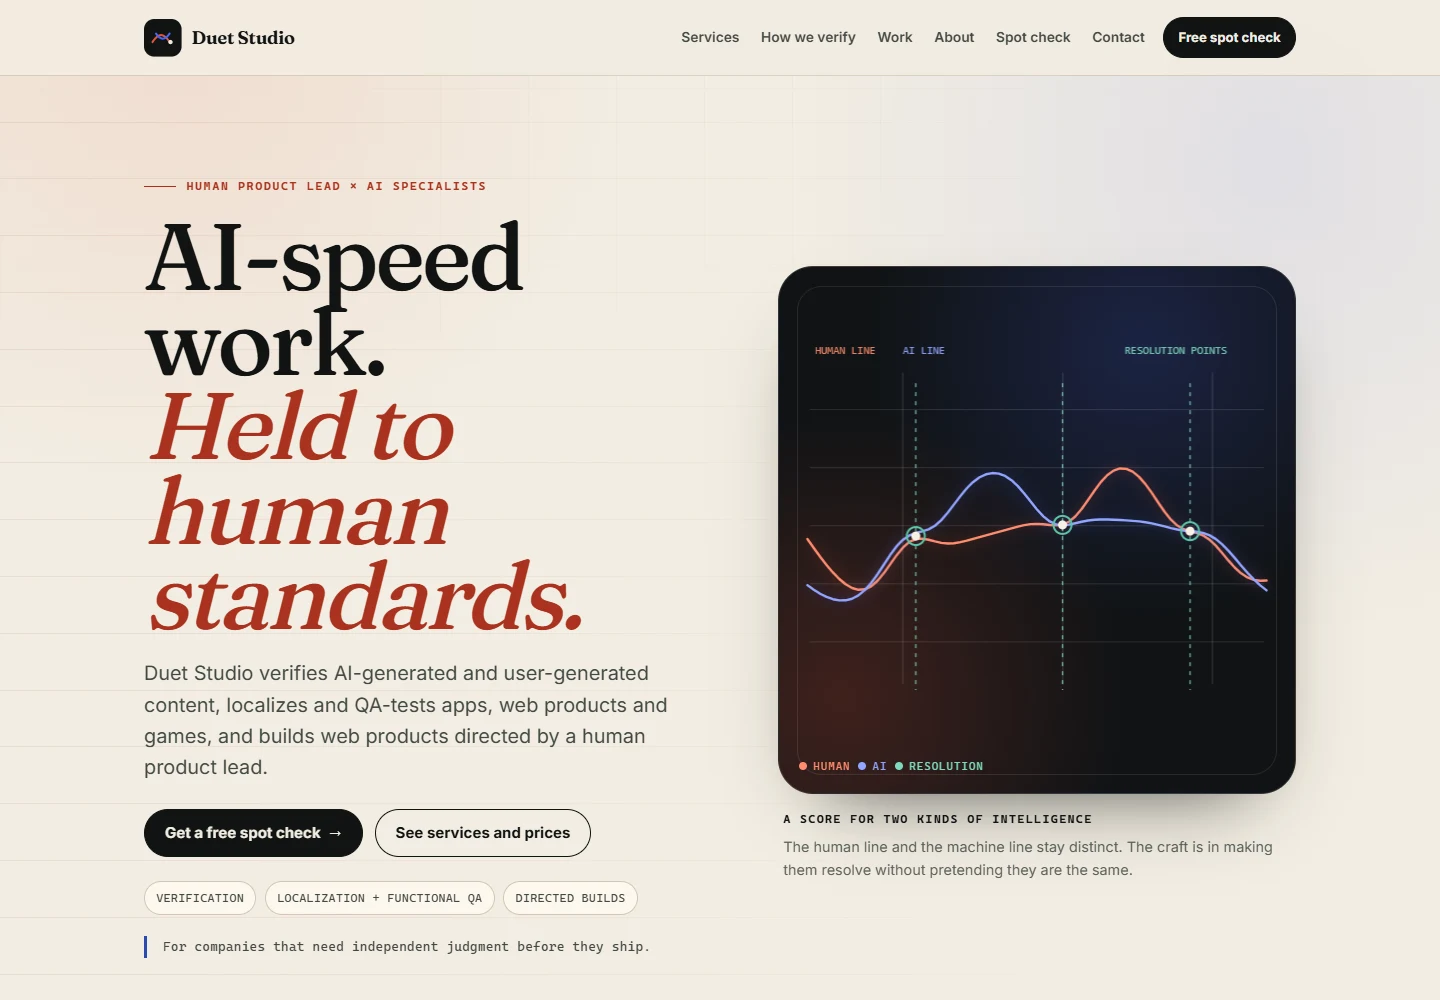 Duet Studio
Services How we verify Work About Spot check Contact Free spot check
HUMAN PRODUCT LEAD × AI SPECIALISTS
AI-speed
work.
Held to
human
standards.
Duet Studio verifies AI-generated and user-generated
content, localizes and QA-tests apps, web products and
games, and builds web products directed by a human
product lead.
Get a free spot check →
See services and prices
VERIFICATION
LOCALIZATION + FUNCTIONAL QA
DIRECTED BUILDS
For companies that need independent judgment before they ship.
HUMAN LINE AI LINE RESOLUTION POINTS
HUMAN AI RESOLUTION
A SCORE FOR TWO KINDS OF INTELLIGENCE
The human line and the machine line stay distinct. The craft is in making
them resolve without pretending they are the same.